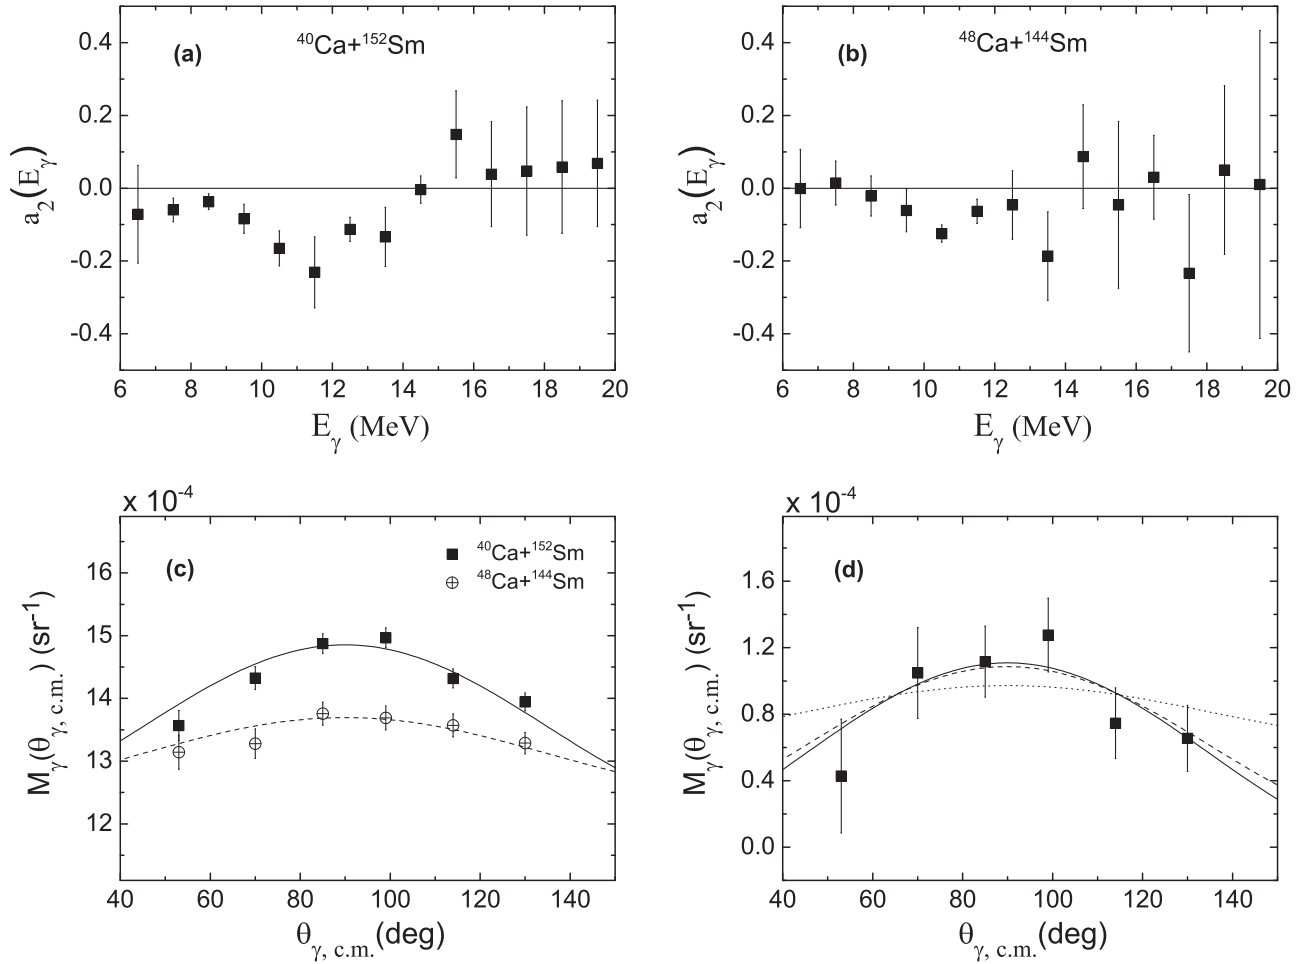 (a)
⁴⁰Ca+¹⁵²Sm
0.4
0.2
0.0
-0.2
-0.4
a₂(Eᵧ)
6 8 10 12 14 16 18 20
Eᵧ (MeV)
(b)
⁴⁸Ca+¹⁴⁴Sm
0.4
0.2
0.0
-0.2
-0.4
a₂(Eᵧ)
6 8 10 12 14 16 18 20
Eᵧ (MeV)
x 10⁻⁴
(c)
⁴⁰Ca+¹⁵²Sm
⁴⁸Ca+¹⁴⁴Sm
16
15
14
13
12
Mᵧ(θᵧ, c.m.) (sr⁻¹)
40 60 80 100 120 140
θᵧ, c.m. (deg)
x 10⁻⁴
(d)
1.6
1.2
0.8
0.4
0.0
Mᵧ(θᵧ, c.m.) (sr⁻¹)
40 60 80 100 120 140
θᵧ, c.m. (deg)